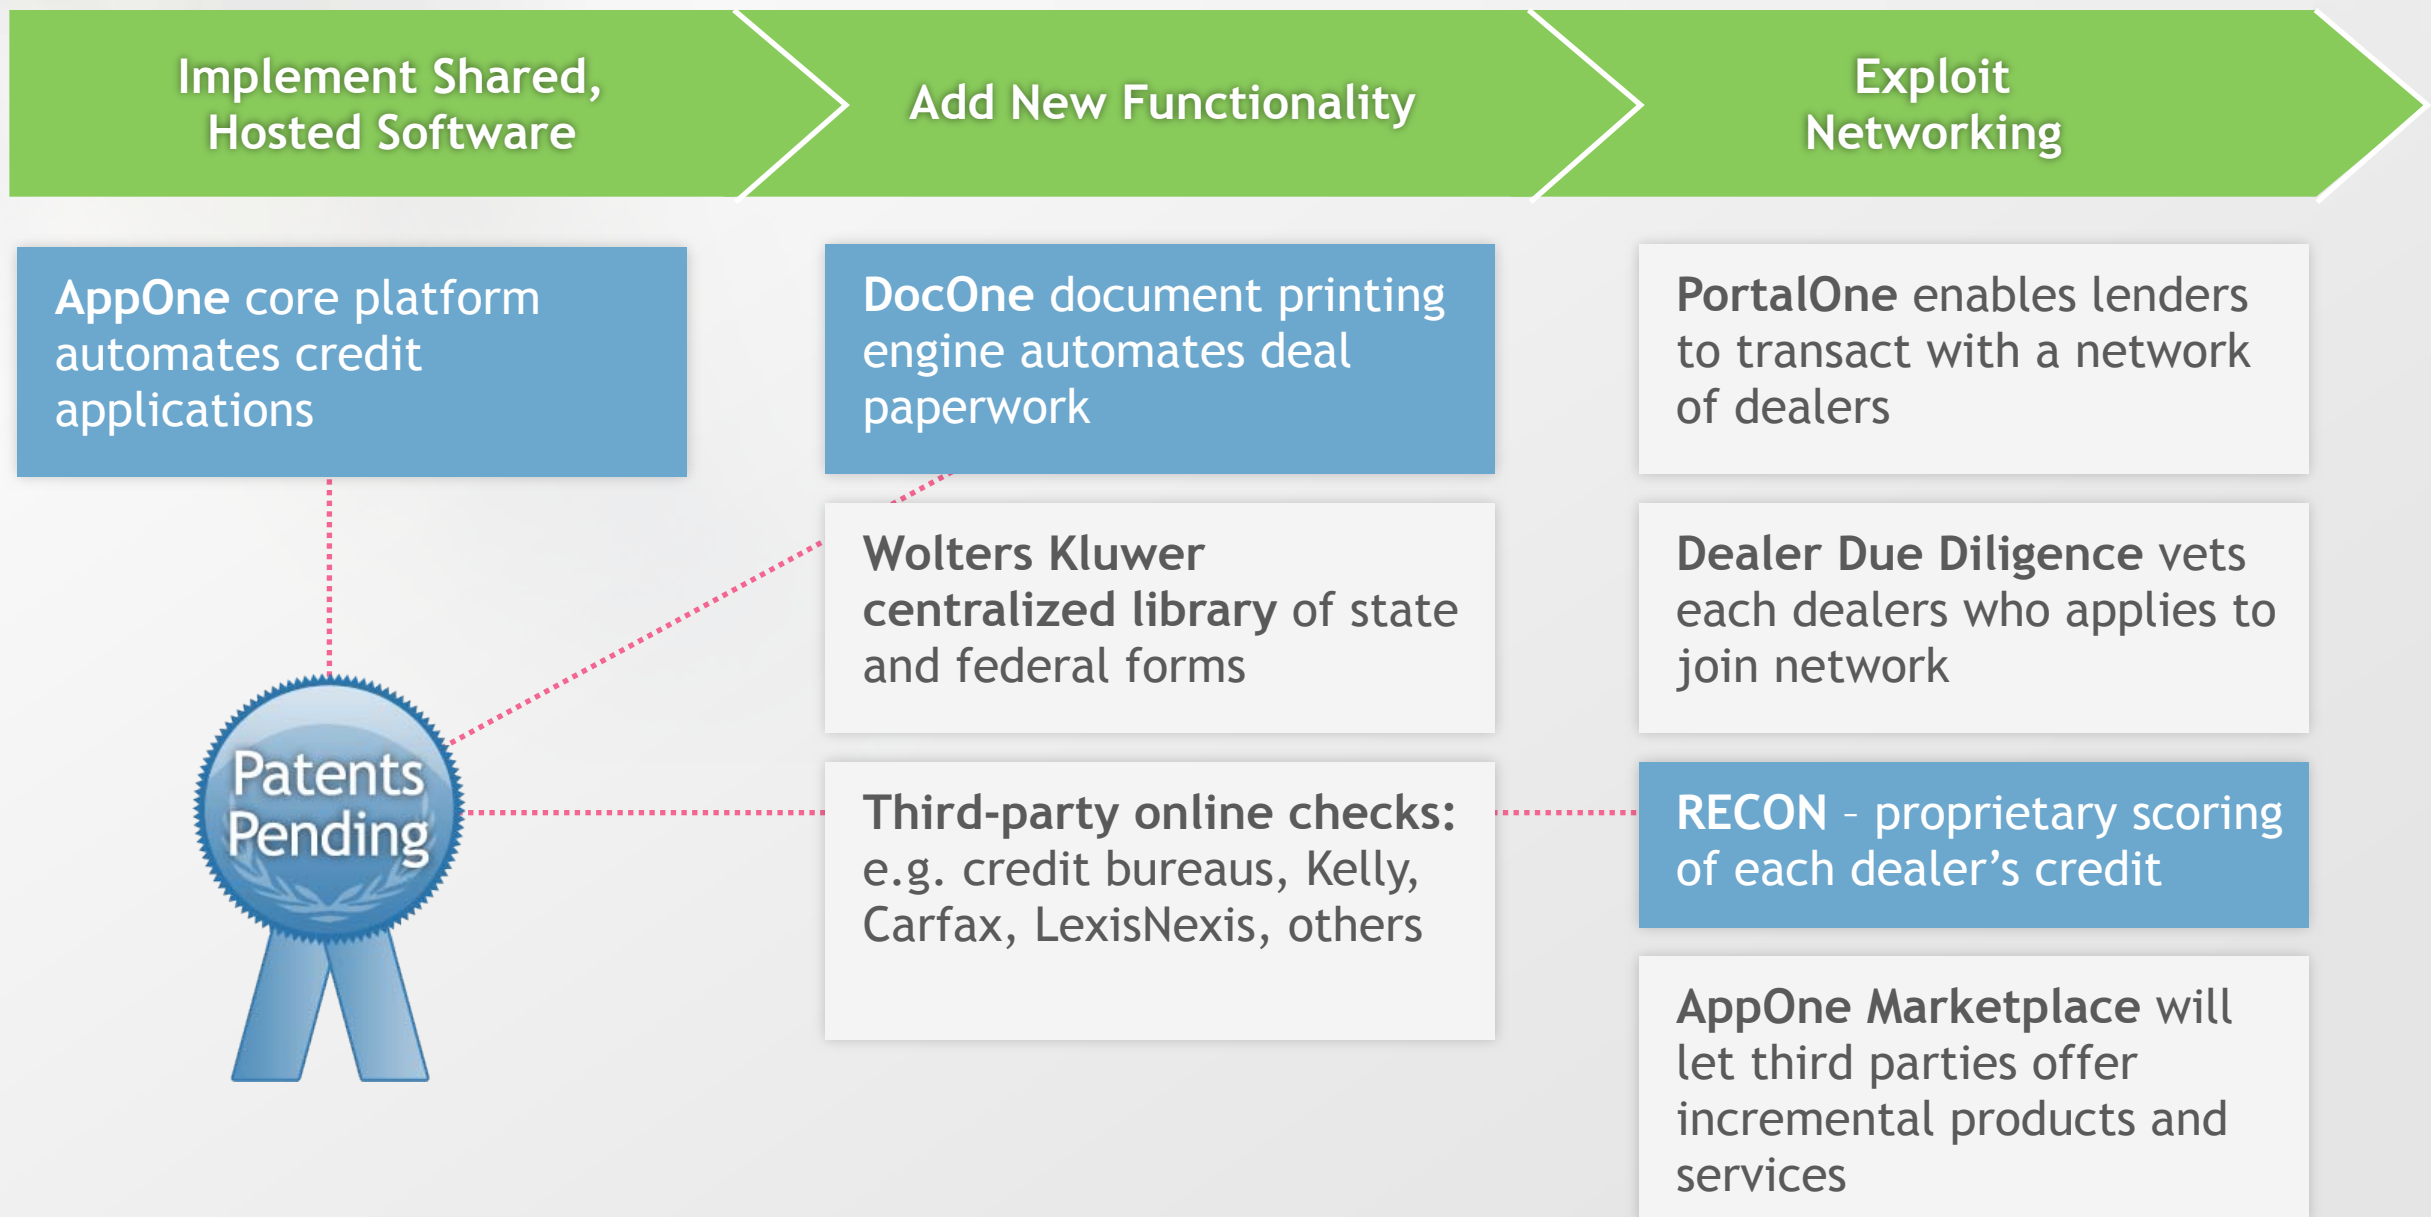 Implement Shared,
Hosted Software
Add New Functionality
Exploit
Networking
AppOne core platform
automates credit
applications
Patents
Pending
DocOne document printing
engine automates deal
paperwork
Wolters Kluwer
centralized library of state
and federal forms
Third-party online checks:
e.g. credit bureaus, Kelly,
Carfax, LexisNexis, others
PortalOne enables lenders
to transact with a network
of dealers
Dealer Due Diligence vets
each dealers who applies to
join network
RECON – proprietary scoring
of each dealer’s credit
AppOne Marketplace will
let third parties offer
incremental products and
services